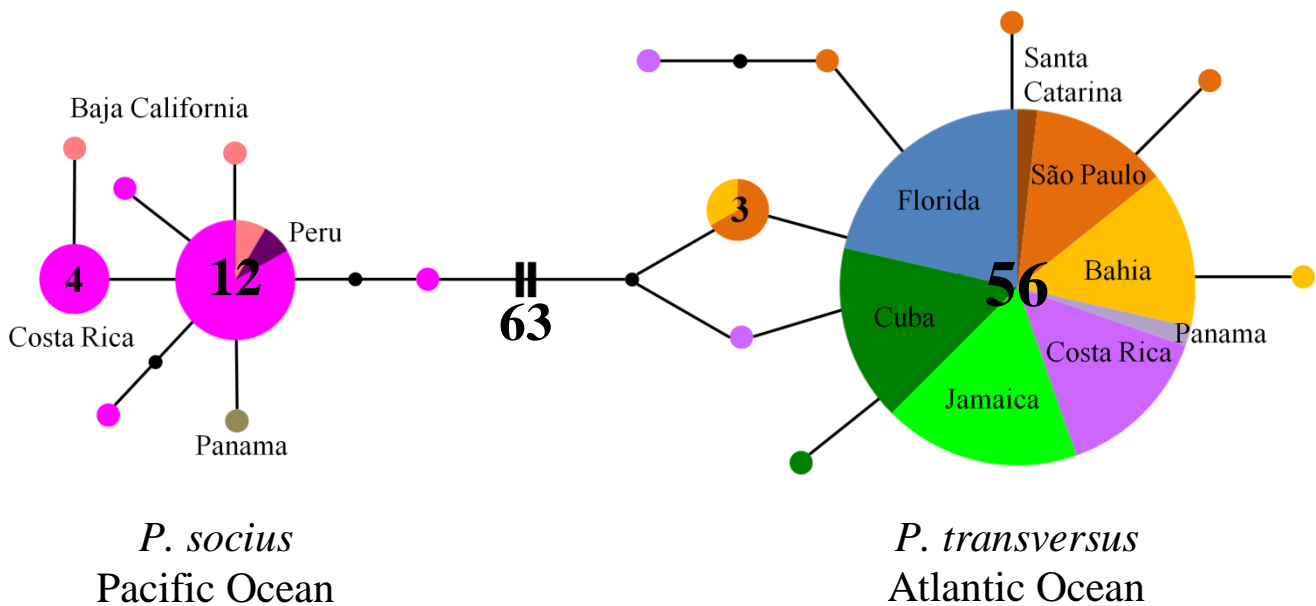 Baja California
Peru
12
4
Costa Rica
Panama
63
3
Santa
Catarina
São Paulo
Florida
Bahia
56
Cuba
Panama
Costa Rica
Jamaica
P. socius
Pacific Ocean
P. transversus
Atlantic Ocean